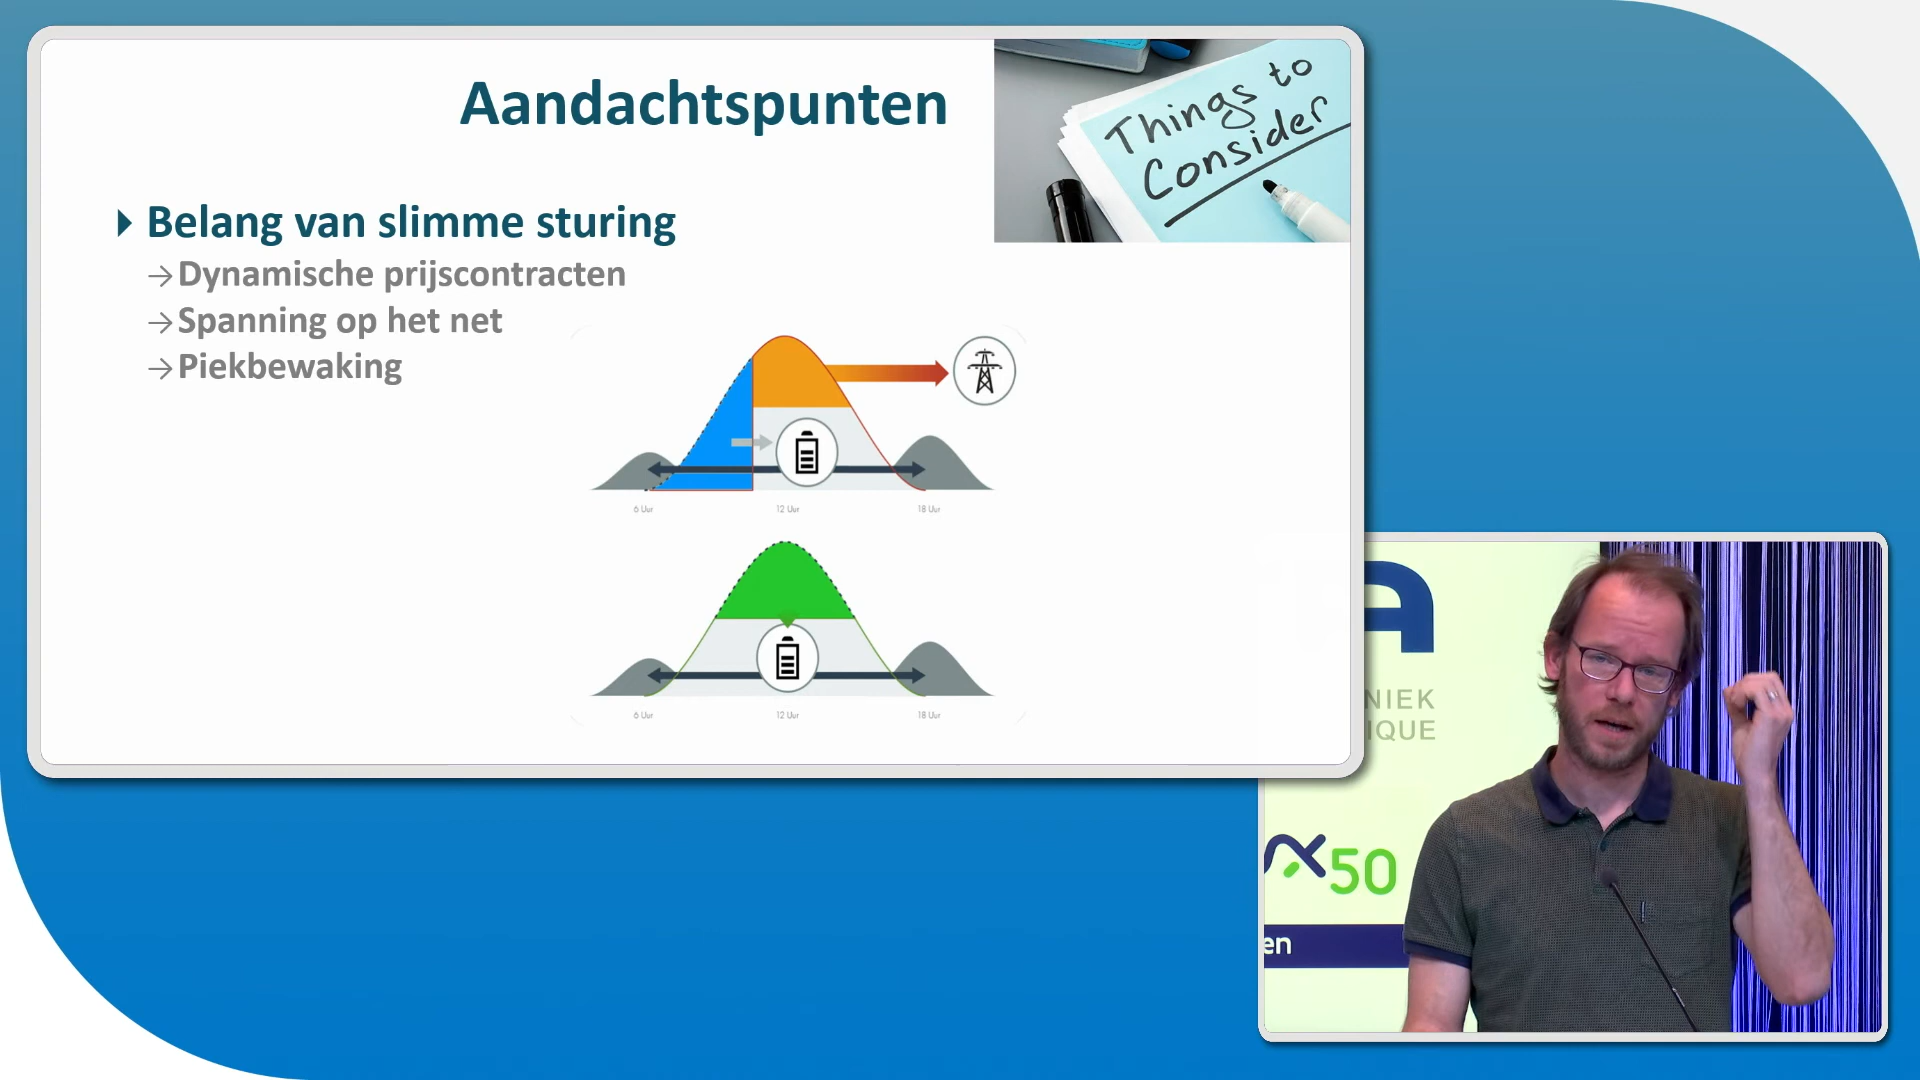 Aandachtspunten
Things to
Consider
Belang van slimme sturing
→Dynamische prijscontracten
→Spanning op het net
→Piekbewaking
6 Uur
12 Uur
18 Uur
6 Uur
12 Uur
18 Uur
A
NIEK
IQUE
50
en